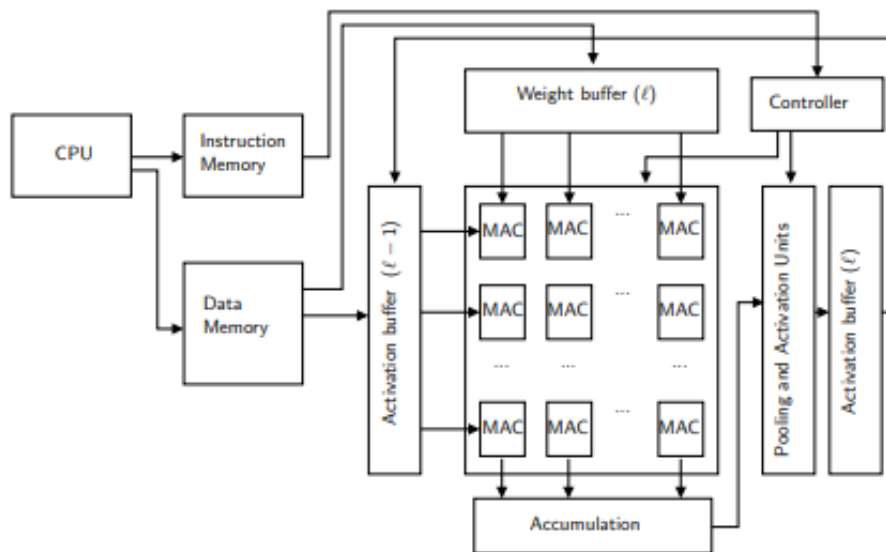 Weight buffer (ℓ)
Controller
CPU
Instruction
Memory
Data
Memory
Activation buffer (ℓ − 1)
MAC MAC ... MAC
MAC MAC ... MAC
... ... ...
MAC MAC ... MAC
Accumulation
Pooling and Activation Units
Activation buffer (ℓ)